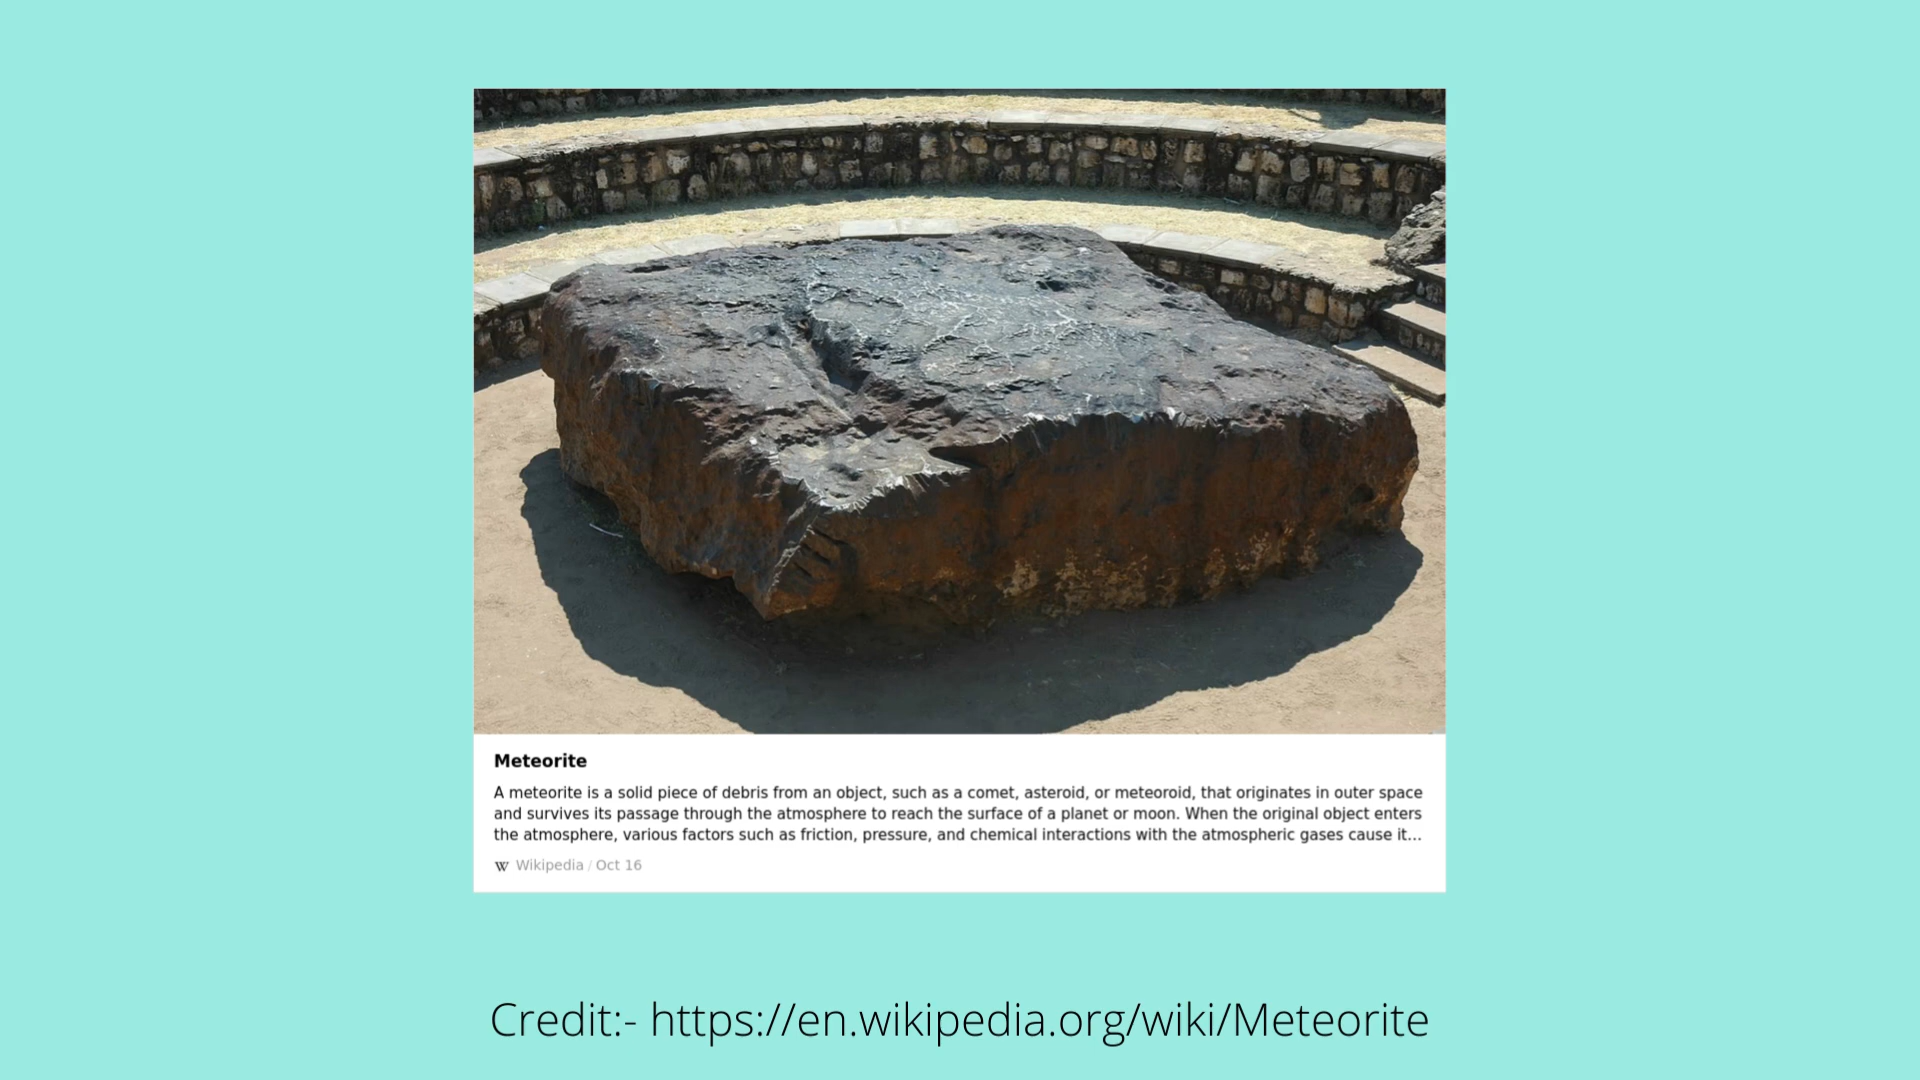 Meteorite
A meteorite is a solid piece of debris from an object, such as a comet, asteroid, or meteoroid, that originates in outer space
and survives its passage through the atmosphere to reach the surface of a planet or moon. When the original object enters
the atmosphere, various factors such as friction, pressure, and chemical interactions with the atmospheric gases cause it...
W Wikipedia / Oct 16
Credit:- https://en.wikipedia.org/wiki/Meteorite